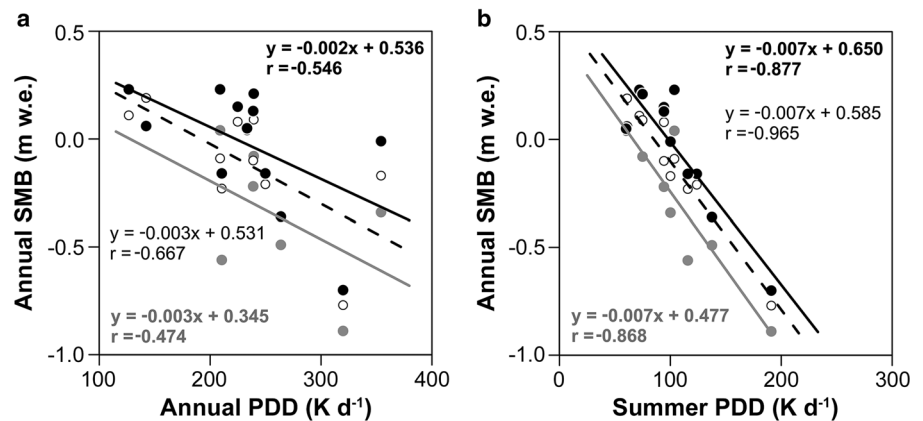 a
0.5
0.0
-0.5
-1.0
Annual SMB (m w.e.)
y = -0.002x + 0.536
r =-0.546
y = -0.003x + 0.531
r =-0.667
y = -0.003x + 0.345
r =-0.474
100
200
300
400
Annual PDD (K d⁻¹)
b
0.5
0.0
-0.5
-1.0
Annual SMB (m w.e.)
y = -0.007x + 0.650
r =-0.877
y = -0.007x + 0.585
r =-0.965
y = -0.007x + 0.477
r =-0.868
0
100
200
300
Summer PDD (K d⁻¹)